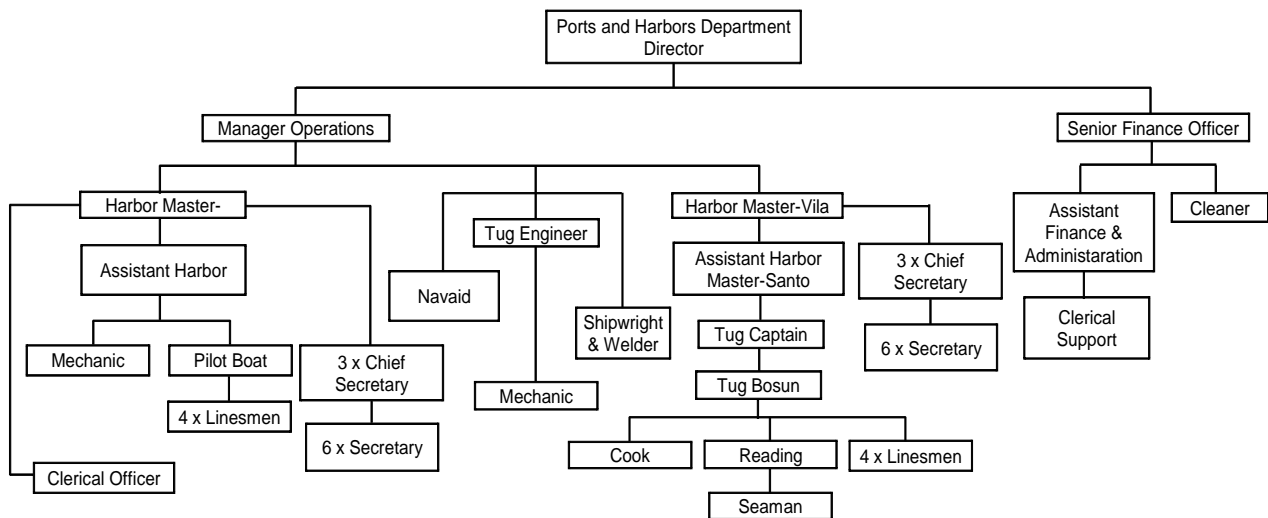 Ports and Harbors Department
Director
Manager Operations
Senior Finance Officer
Harbor Master-
Tug Engineer
Harbor Master-Vila
Assistant
Finance &
Administaration
Cleaner
Assistant Harbor
Navaid
Shipwright
& Welder
Assistant Harbor
Master-Santo
3 x Chief
Secretary
Clerical
Support
Mechanic
Pilot Boat
3 x Chief
Secretary
Mechanic
Tug Captain
6 x Secretary
4 x Linesmen
6 x Secretary
Tug Bosun
Clerical Officer
Cook
Reading
4 x Linesmen
Seaman